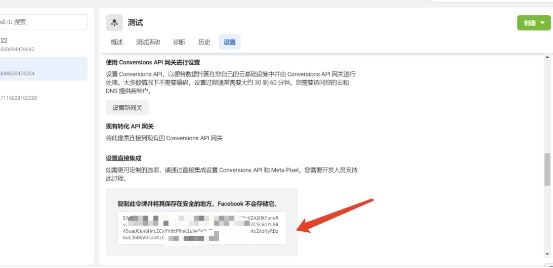 ID 搜索
22
测试
创建
概述
测试活动
诊断
历史
设置
使用 Conversions API 网关进行设置
设置 Conversions API，以便将数据托管在您自己的云基础设施中并由 Conversions API 网关进行
处理。大多数情况下不需要编码，设置过程通常需要大约 30 到 60 分钟。您需要访问您的云和
DNS 提供商帐户。
设置新网关
现有转化 API 网关
将此像素连接到现有的 Conversions API 网关
设置直接集成
如需更可定制的选项，请通过直接集成设置 Conversions API 和 Meta Pixel。您需要开发人员支持
此过程。
复制此令牌并将其保存在安全的地方。Facebook 不会存储它。